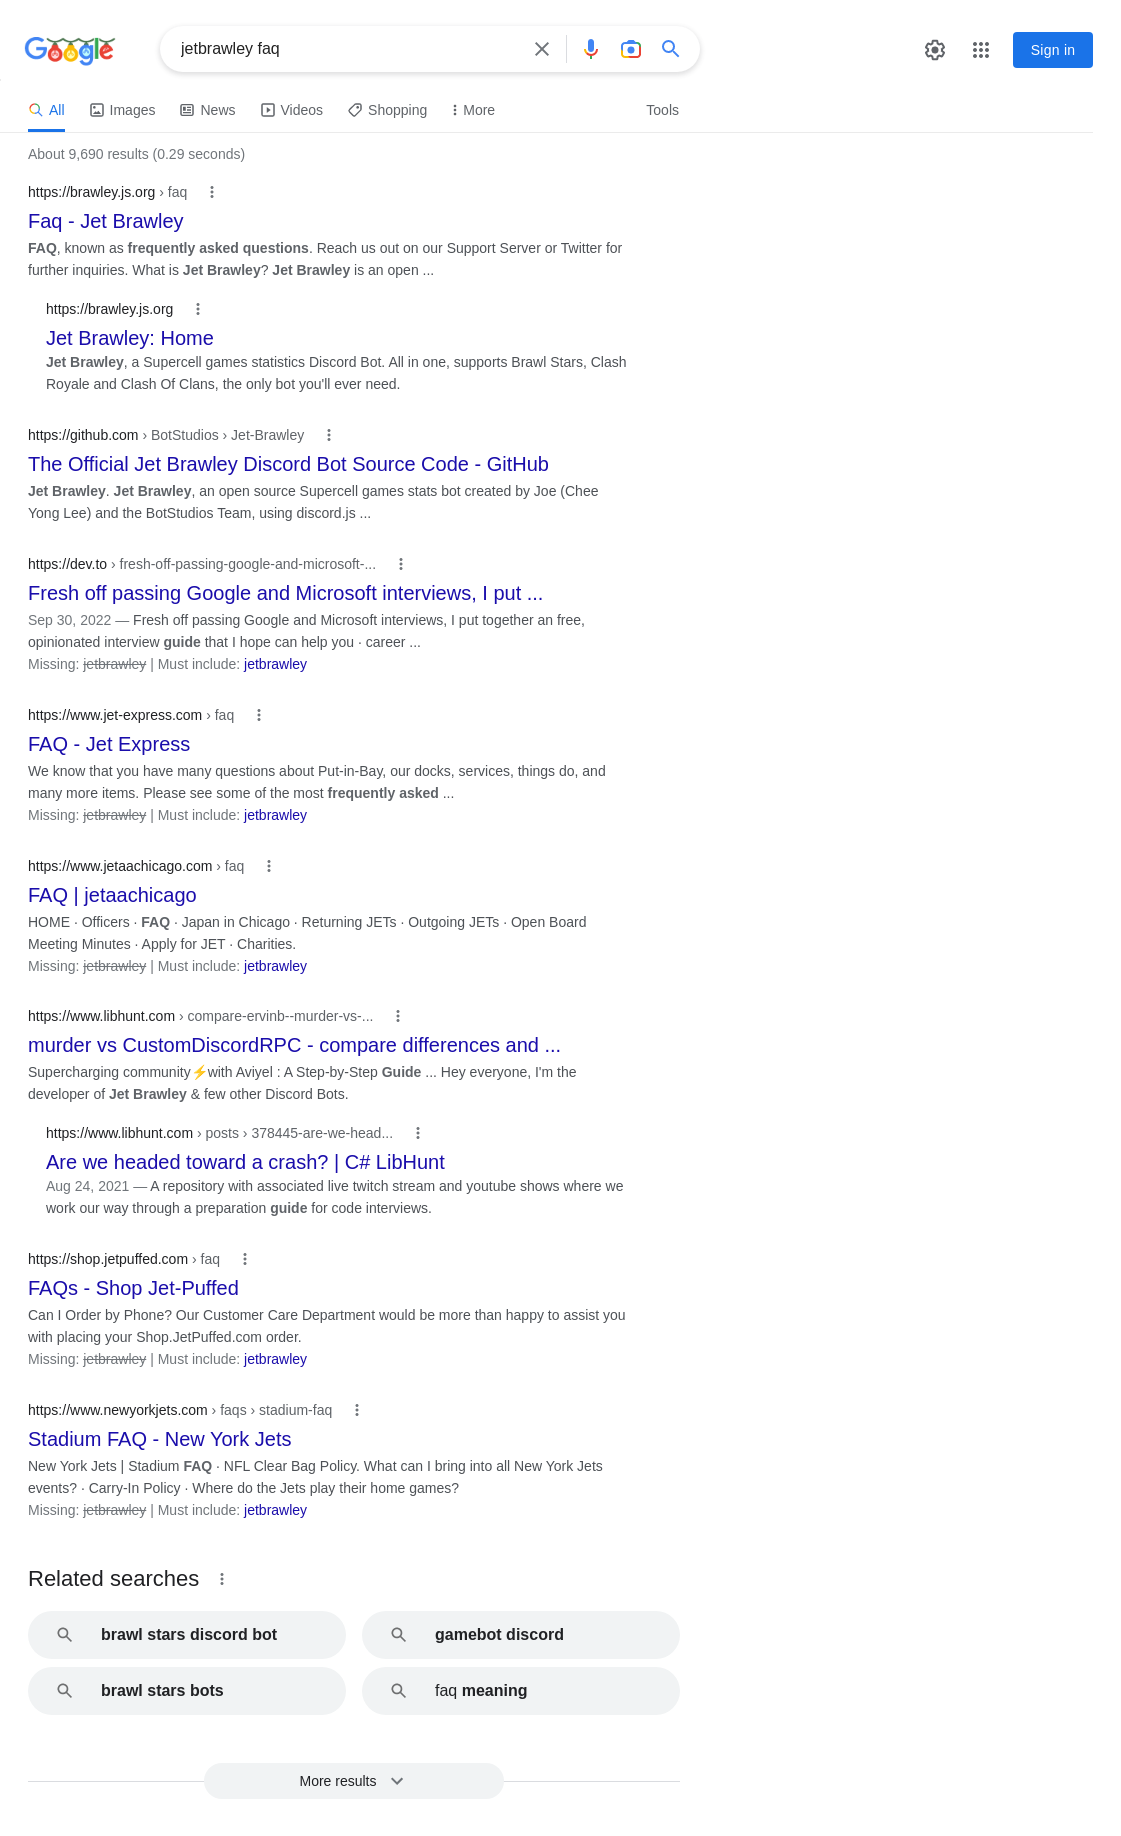 Google
jetbrawley faq
Sign in
All Images News Videos Shopping More Tools
About 9,690 results (0.29 seconds)
https://brawley.js.org › faq
Faq - Jet Brawley
FAQ, known as frequently asked questions. Reach us out on our Support Server or Twitter for
further inquiries. What is Jet Brawley? Jet Brawley is an open ...
https://brawley.js.org
Jet Brawley: Home
Jet Brawley, a Supercell games statistics Discord Bot. All in one, supports Brawl Stars, Clash
Royale and Clash Of Clans, the only bot you'll ever need.
https://github.com › BotStudios › Jet-Brawley
The Official Jet Brawley Discord Bot Source Code - GitHub
Jet Brawley. Jet Brawley, an open source Supercell games stats bot created by Joe (Chee
Yong Lee) and the BotStudios Team, using discord.js ...
https://dev.to › fresh-off-passing-google-and-microsoft-...
Fresh off passing Google and Microsoft interviews, I put ...
Sep 30, 2022 — Fresh off passing Google and Microsoft interviews, I put together an free,
opinionated interview guide that I hope can help you · career ...
Missing: jetbrawley | Must include: jetbrawley
https://www.jet-express.com › faq
FAQ - Jet Express
We know that you have many questions about Put-in-Bay, our docks, services, things do, and
many more items. Please see some of the most frequently asked ...
Missing: jetbrawley | Must include: jetbrawley
https://www.jetaachicago.com › faq
FAQ | jetaachicago
HOME · Officers · FAQ · Japan in Chicago · Returning JETs · Outgoing JETs · Open Board
Meeting Minutes · Apply for JET · Charities.
Missing: jetbrawley | Must include: jetbrawley
https://www.libhunt.com › compare-ervinb--murder-vs-...
murder vs CustomDiscordRPC - compare differences and ...
Supercharging community⚡with Aviyel : A Step-by-Step Guide ... Hey everyone, I'm the
developer of Jet Brawley & few other Discord Bots.
https://www.libhunt.com › posts › 378445-are-we-head...
Are we headed toward a crash? | C# LibHunt
Aug 24, 2021 — A repository with associated live twitch stream and youtube shows where we
work our way through a preparation guide for code interviews.
https://shop.jetpuffed.com › faq
FAQs - Shop Jet-Puffed
Can I Order by Phone? Our Customer Care Department would be more than happy to assist you
with placing your Shop.JetPuffed.com order.
Missing: jetbrawley | Must include: jetbrawley
https://www.newyorkjets.com › faqs › stadium-faq
Stadium FAQ - New York Jets
New York Jets | Stadium FAQ · NFL Clear Bag Policy. What can I bring into all New York Jets
events? · Carry-In Policy · Where do the Jets play their home games?
Missing: jetbrawley | Must include: jetbrawley
Related searches
brawl stars discord bot
gamebot discord
brawl stars bots
faq meaning
More results